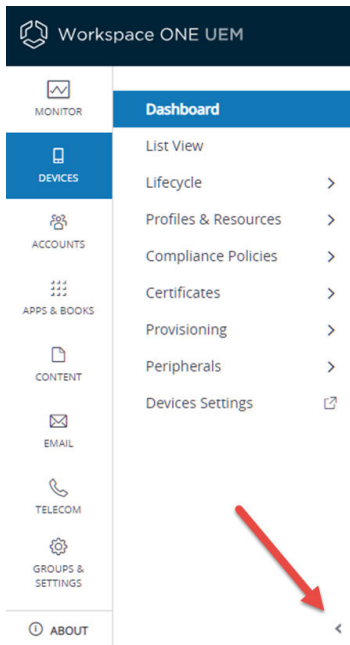 Workspace ONE UEM
MONITOR
DEVICES
ACCOUNTS
APPS & BOOKS
CONTENT
EMAIL
TELECOM
GROUPS &
SETTINGS
ABOUT
Dashboard
List View
Lifecycle
Profiles & Resources
Compliance Policies
Certificates
Provisioning
Peripherals
Devices Settings